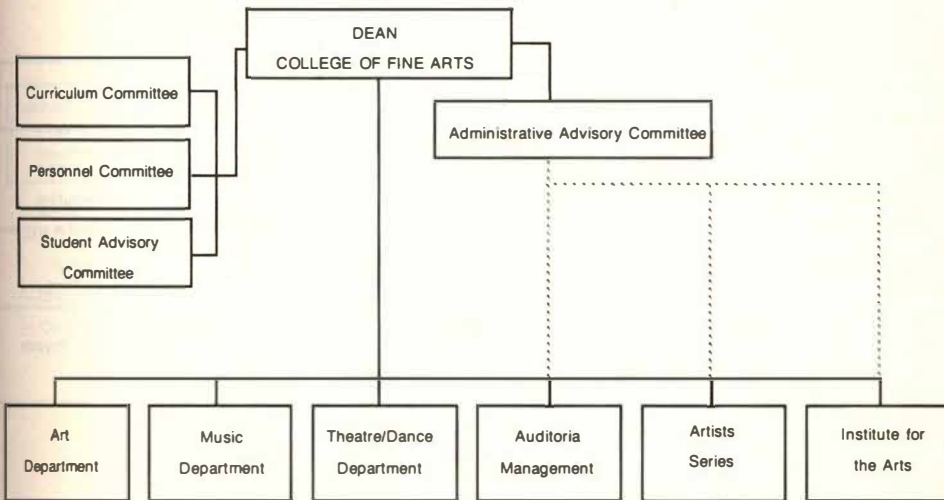 DEAN
COLLEGE OF FINE ARTS
Curriculum Committee
Administrative Advisory Committee
Personnel Committee
Student Advisory
Committee
Art
Department
Music
Department
Theatre/Dance
Department
Auditoria
Management
Artists
Series
Institute for
the Arts